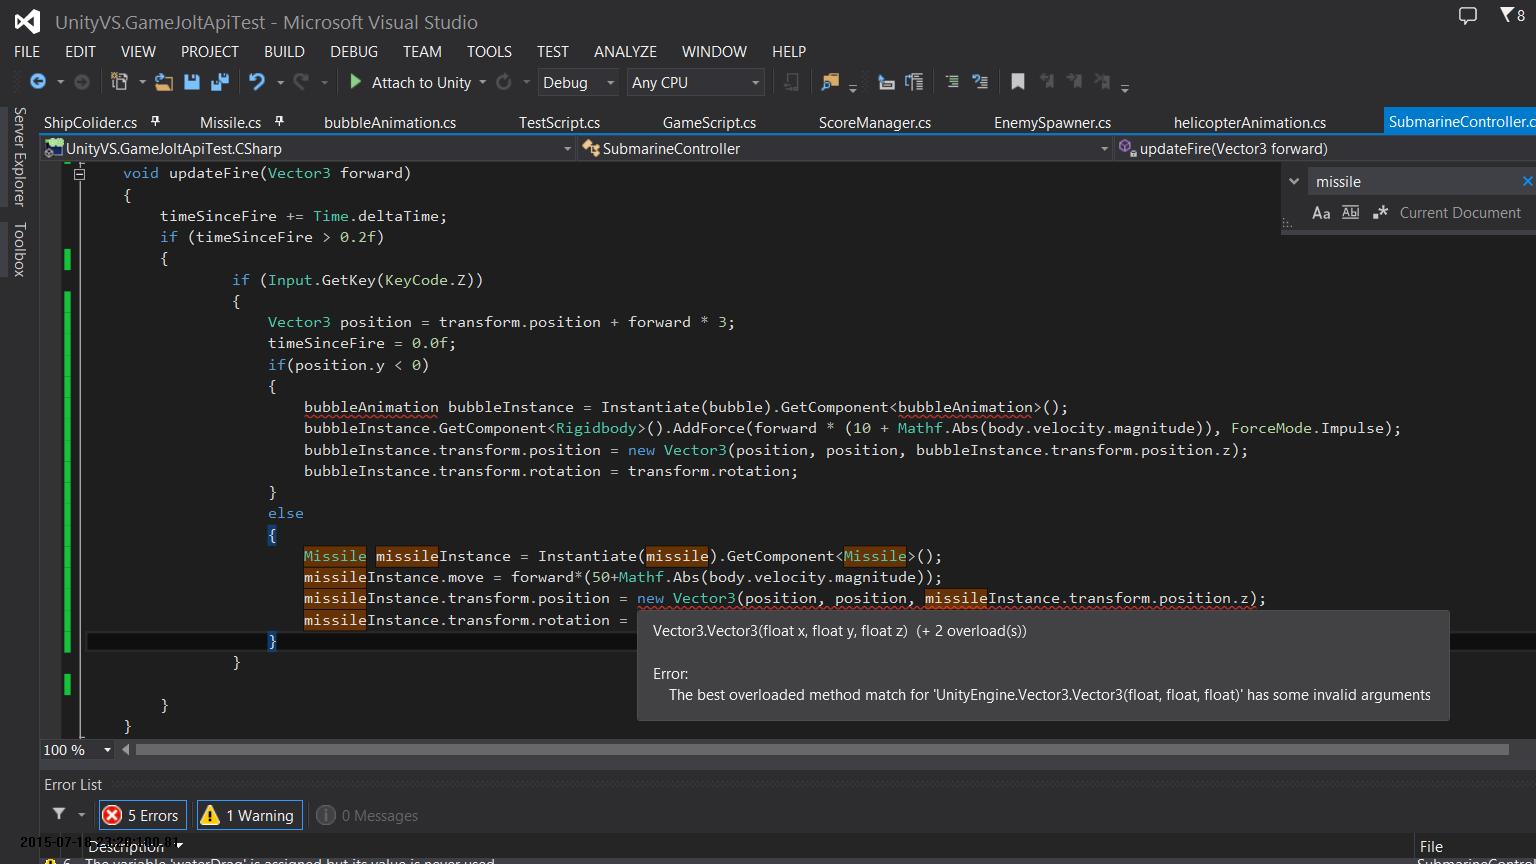 UnityVS.GameJoltApiTest - Microsoft Visual Studio
8
FILE EDIT VIEW PROJECT BUILD DEBUG TEAM TOOLS TEST ANALYZE WINDOW HELP
Attach to Unity Debug Any CPU
Server Explorer
Toolbox
ShipColider.cs Missile.cs bubbleAnimation.cs TestScript.cs GameScript.cs ScoreManager.cs EnemySpawner.cs helicopterAnimation.cs SubmarineController.c
UnityVS.GameJoltApiTest.CSharp SubmarineController updateFire(Vector3 forward)
missile
Aa Abl .* Current Document
void updateFire(Vector3 forward)
{
timeSinceFire += Time.deltaTime;
if (timeSinceFire > 0.2f)
{
if (Input.GetKey(KeyCode.Z))
{
Vector3 position = transform.position + forward * 3;
timeSinceFire = 0.0f;
if(position.y < 0)
{
bubbleAnimation bubbleInstance = Instantiate(bubble).GetComponent<bubbleAnimation>();
bubbleInstance.GetComponent<Rigidbody>().AddForce(forward * (10 + Mathf.Abs(body.velocity.magnitude)), ForceMode.Impulse);
bubbleInstance.transform.position = new Vector3(position, position, bubbleInstance.transform.position.z);
bubbleInstance.transform.rotation = transform.rotation;
}
else
{
Missile missileInstance = Instantiate(missile).GetComponent<Missile>();
missileInstance.move = forward*(50+Mathf.Abs(body.velocity.magnitude));
missileInstance.transform.position = new Vector3(position, position, missileInstance.transform.position.z);
missileInstance.transform.rotation =
}
}
}
}
Vector3.Vector3(float x, float y, float z) (+ 2 overload(s))
Error:
The best overloaded method match for 'UnityEngine.Vector3.Vector3(float, float, float)' has some invalid arguments
100 %
Error List
5 Errors 1 Warning 0 Messages
Description File
6 The variable 'waterDrag' is assigned but its value is never used